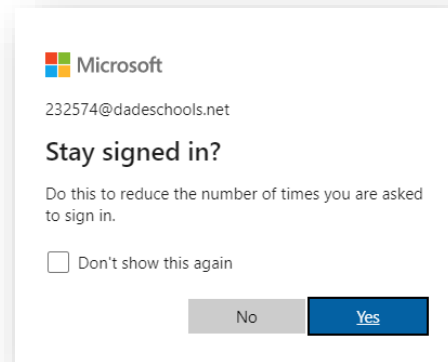 Microsoft
232574@dadeschools.net
Stay signed in?
Do this to reduce the number of times you are asked
to sign in.
Don't show this again
No
Yes